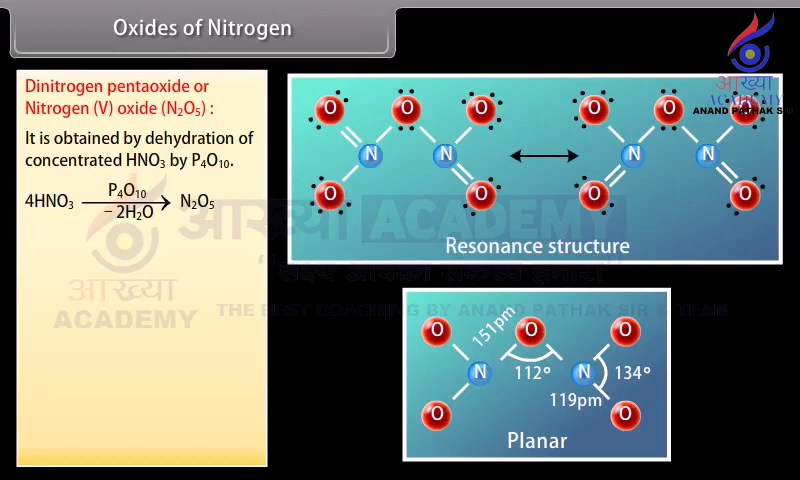 Oxides of Nitrogen
आख्या
ACADEMY
ANAND PATHAK SIR
Dinitrogen pentaoxide or
Nitrogen (V) oxide (N₂O₅) :
It is obtained by dehydration of
concentrated HNO₃ by P₄O₁₀.
4HNO₃ P₄O₁₀ N₂O₅
− 2H₂O
O O O O O O
N N N N
O O O O
Resonance structure
आख्या ACADEMY
आख्या
ACADEMY
THE BEST COACHING BY ANAND PATHAK SIR & TEAM
O 151pm O O
N 112° N 134°
119pm
O O
Planar